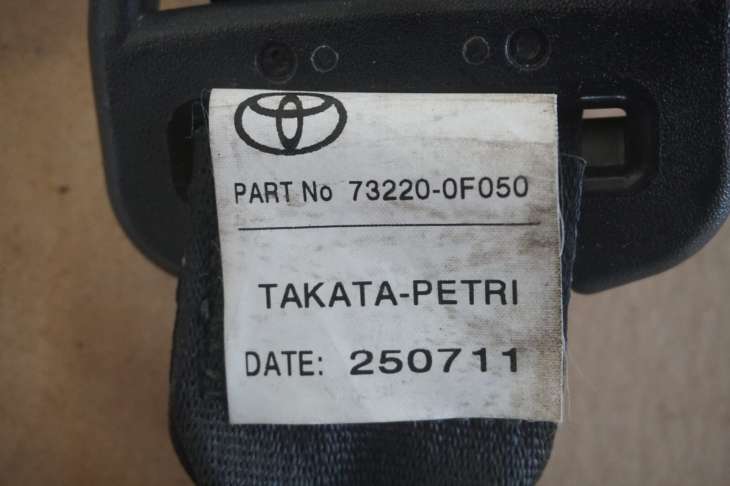 PART No 73220-0F050
TAKATA-PETRI
DATE: 250711